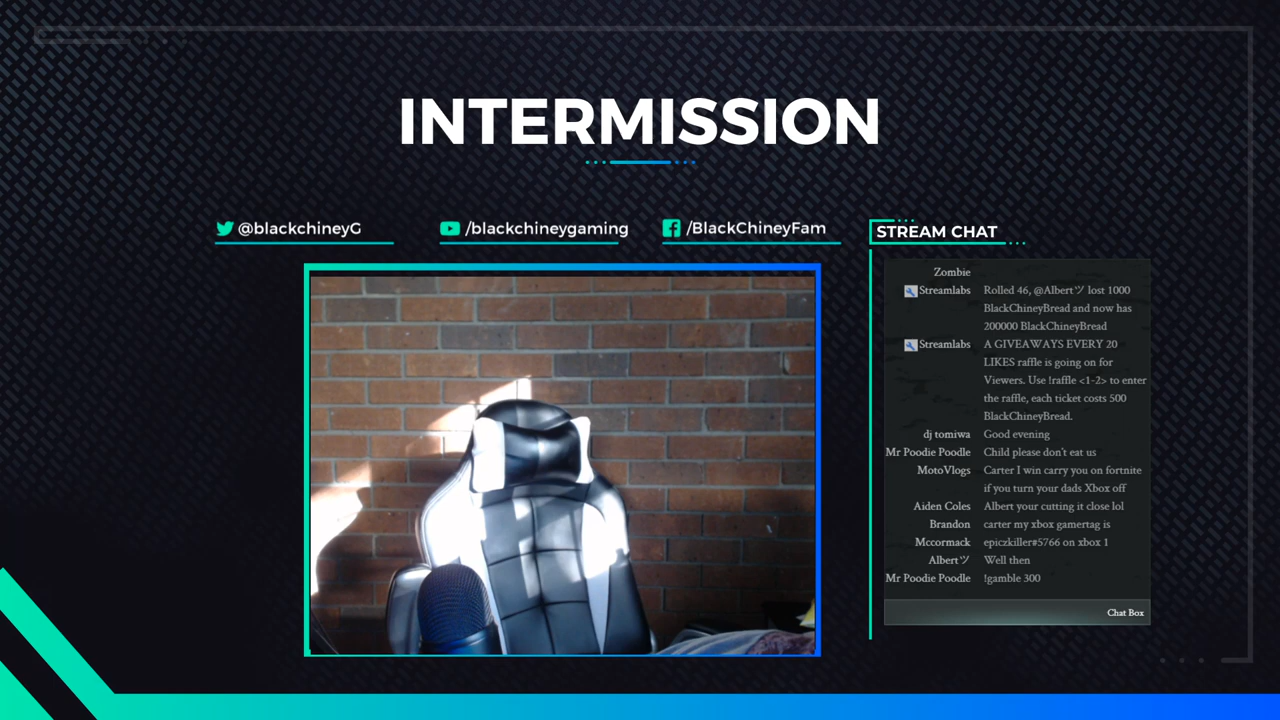 INTERMISSION
@blackchineyG
/blackchineygaming
/BlackChineyFam
STREAM CHAT
Zombie
Streamlabs Rolled 46, @Albertツ lost 1000
BlackChineyBread and now has
200000 BlackChineyBread
Streamlabs A GIVEAWAYS EVERY 20
LIKES raffle is going on for
Viewers. Use !raffle <1-2> to enter
the raffle, each ticket costs 500
BlackChineyBread.
dj tomiwa Good evening
Mr Poodie Poodle Child please don't eat us
MotoVlogs Carter I win carry you on fortnite
if you turn your dads Xbox off
Aiden Coles Albert your cutting it close lol
Brandon carter my xbox gamertag is
Mccormack epiczkiller#5766 on xbox 1
Albertツ Well then
Mr Poodie Poodle !gamble 300
Chat Box